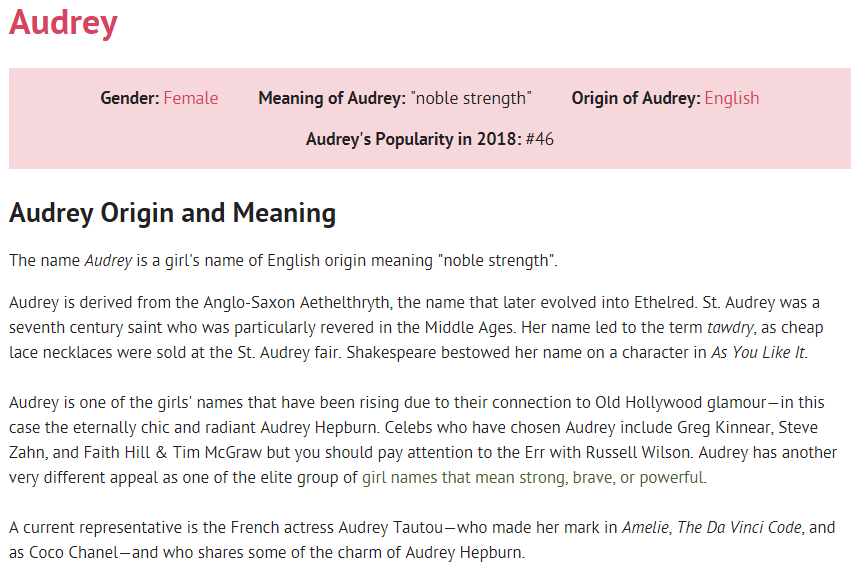 Audrey
Gender: Female Meaning of Audrey: "noble strength" Origin of Audrey: English
Audrey's Popularity in 2018: #46
Audrey Origin and Meaning
The name Audrey is a girl's name of English origin meaning "noble strength".
Audrey is derived from the Anglo-Saxon Aethelthryth, the name that later evolved into Ethelred. St. Audrey was a
seventh century saint who was particularly revered in the Middle Ages. Her name led to the term tawdry, as cheap
lace necklaces were sold at the St. Audrey fair. Shakespeare bestowed her name on a character in As You Like It.
Audrey is one of the girls' names that have been rising due to their connection to Old Hollywood glamour—in this
case the eternally chic and radiant Audrey Hepburn. Celebs who have chosen Audrey include Greg Kinnear, Steve
Zahn, and Faith Hill & Tim McGraw but you should pay attention to the Err with Russell Wilson. Audrey has another
very different appeal as one of the elite group of girl names that mean strong, brave, or powerful.
A current representative is the French actress Audrey Tautou—who made her mark in Amelie, The Da Vinci Code, and
as Coco Chanel—and who shares some of the charm of Audrey Hepburn.